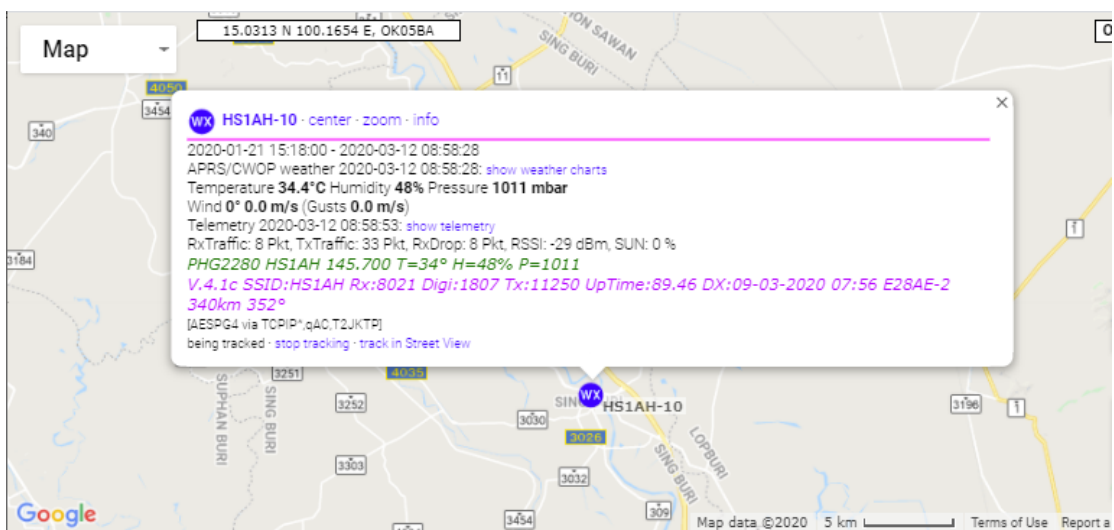 Map
15.0313 N 100.1654 E, OK05BA
ON SAWAN
SING BURI
11
4050
3454
340
3184
1
WX HS1AH-10 · center · zoom · info
2020-01-21 15:18:00 - 2020-03-12 08:58:28
APRS/CWOP weather 2020-03-12 08:58:28: show weather charts
Temperature 34.4°C Humidity 48% Pressure 1011 mbar
Wind 0° 0.0 m/s (Gusts 0.0 m/s)
Telemetry 2020-03-12 08:58:53: show telemetry
RxTraffic: 8 Pkt, TxTraffic: 33 Pkt, RxDrop: 8 Pkt, RSSI: -29 dBm, SUN: 0 %
PHG2280 HS1AH 145.700 T=34° H=48% P=1011
V.4.1c SSID:HS1AH Rx:8021 Digi:1807 Tx:11250 UpTime:89.46 DX:09-03-2020 07:56 E28AE-2
340km 352°
[AESPG4 via TCPIP*,qAC,T2JKTP]
being tracked · stop tracking · track in Street View
3251
4035
SUPHAN BURI
SING BURI
3252
3030
SING
WX
HS1AH-10
3026
3196
1
LOPBURI
SING BURI
3303
3032
309
3454
Google
Map data ©2020
5 km
Terms of Use
Report a